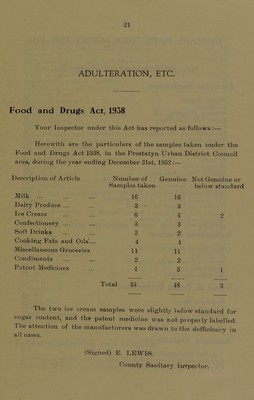 21
ADULTERATION, ETC.
Food and Drugs Act, 1938
Your Inspector under this Act has reported as follows :—
Herewith are the particulars of the samples taken under the
Food and Drugs Act 1938, in the Prestatyn Urban District Council
area, during the year ending December 31st, 1952 :—
Description of Article Number of Genuine Not Genuine or
Samples taken below standard
Milk ... ... ... 16 16
Dairy Produce ... ... 3 3
Ice Cream ... ... 6 4 2
Confectionery ... ... 3 3
Soft Drinks ... ... 2 2
Cooking Fats and Oils ... 4 4
Miscellaneous Groceries 11 11
Condiments ... ... 2 2
Patent Medicines ... 4 3 1
Total 51 48 3
The two ice cream samples were slightly below standard for
sugar content, and the patent medicine was not properly labelled.
The attention of the manufacturers was drawn to the defficiency in
all cases.
(Signed) E. LEWIS.
County Sanitary Inspector.